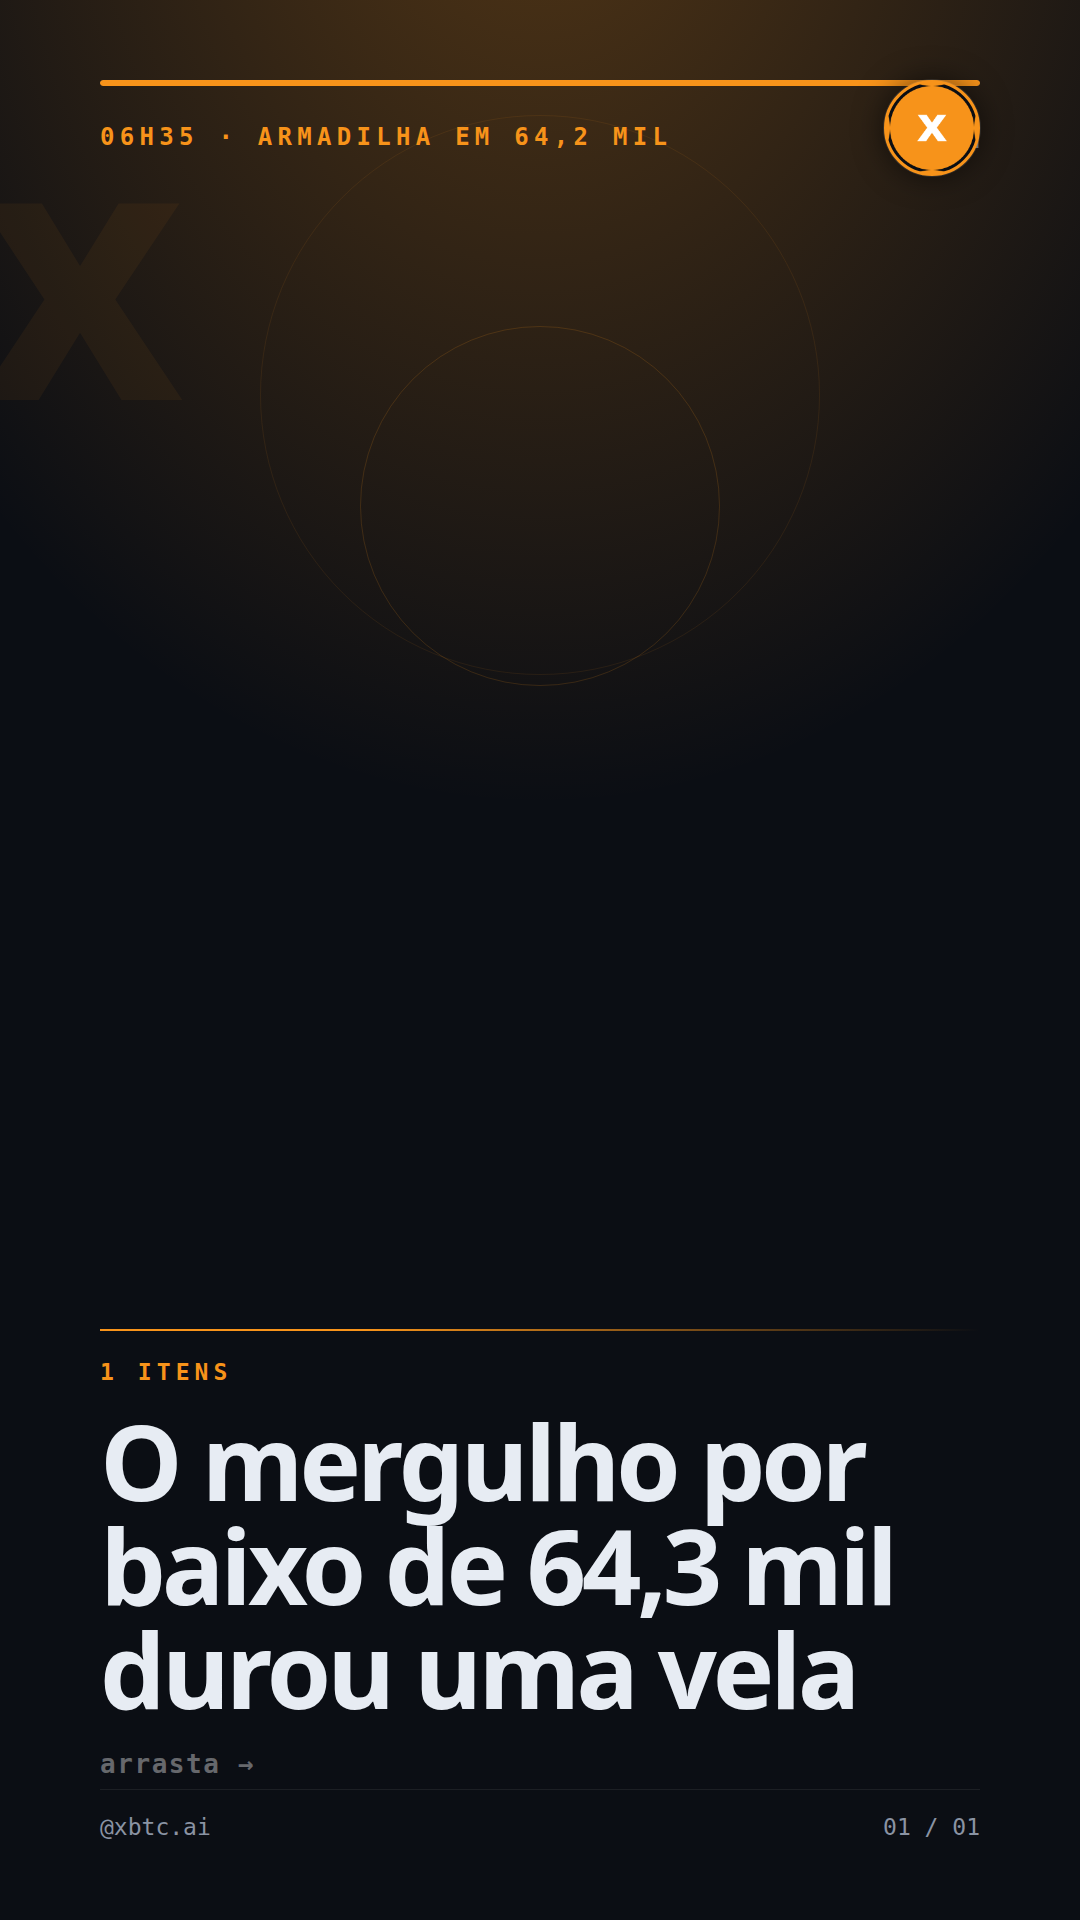 06H35 · ARMADILHA EM 64,2 MIL
x
x
1 ITENS
O mergulho por
baixo de 64,3 mil
durou uma vela
arrasta →
@xbtc.ai
01 / 01